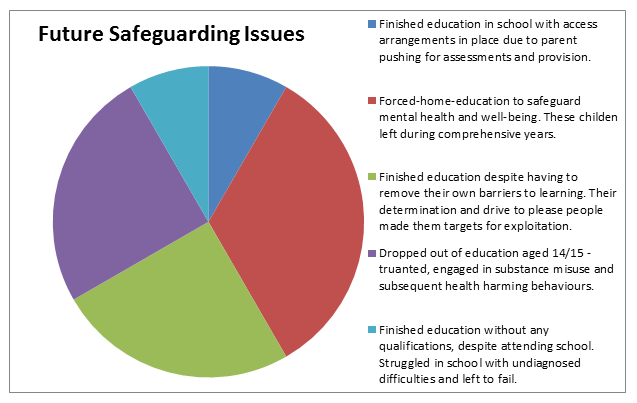 Future Safeguarding Issues
Finished education in school with access
arrangements in place due to parent
pushing for assessments and provision.
Forced-home-education to safeguard
mental health and well-being. These childen
left during comprehensive years.
Finished education despite having to
remove their own barriers to learning. Their
determination and drive to please people
made them targets for exploitation.
Dropped out of education aged 14/15 -
truanted, engaged in substance misuse and
subsequent health harming behaviours.
Finished education without any
qualifications, despite attending school.
Struggled in school with undiagnosed
difficulties and left to fail.